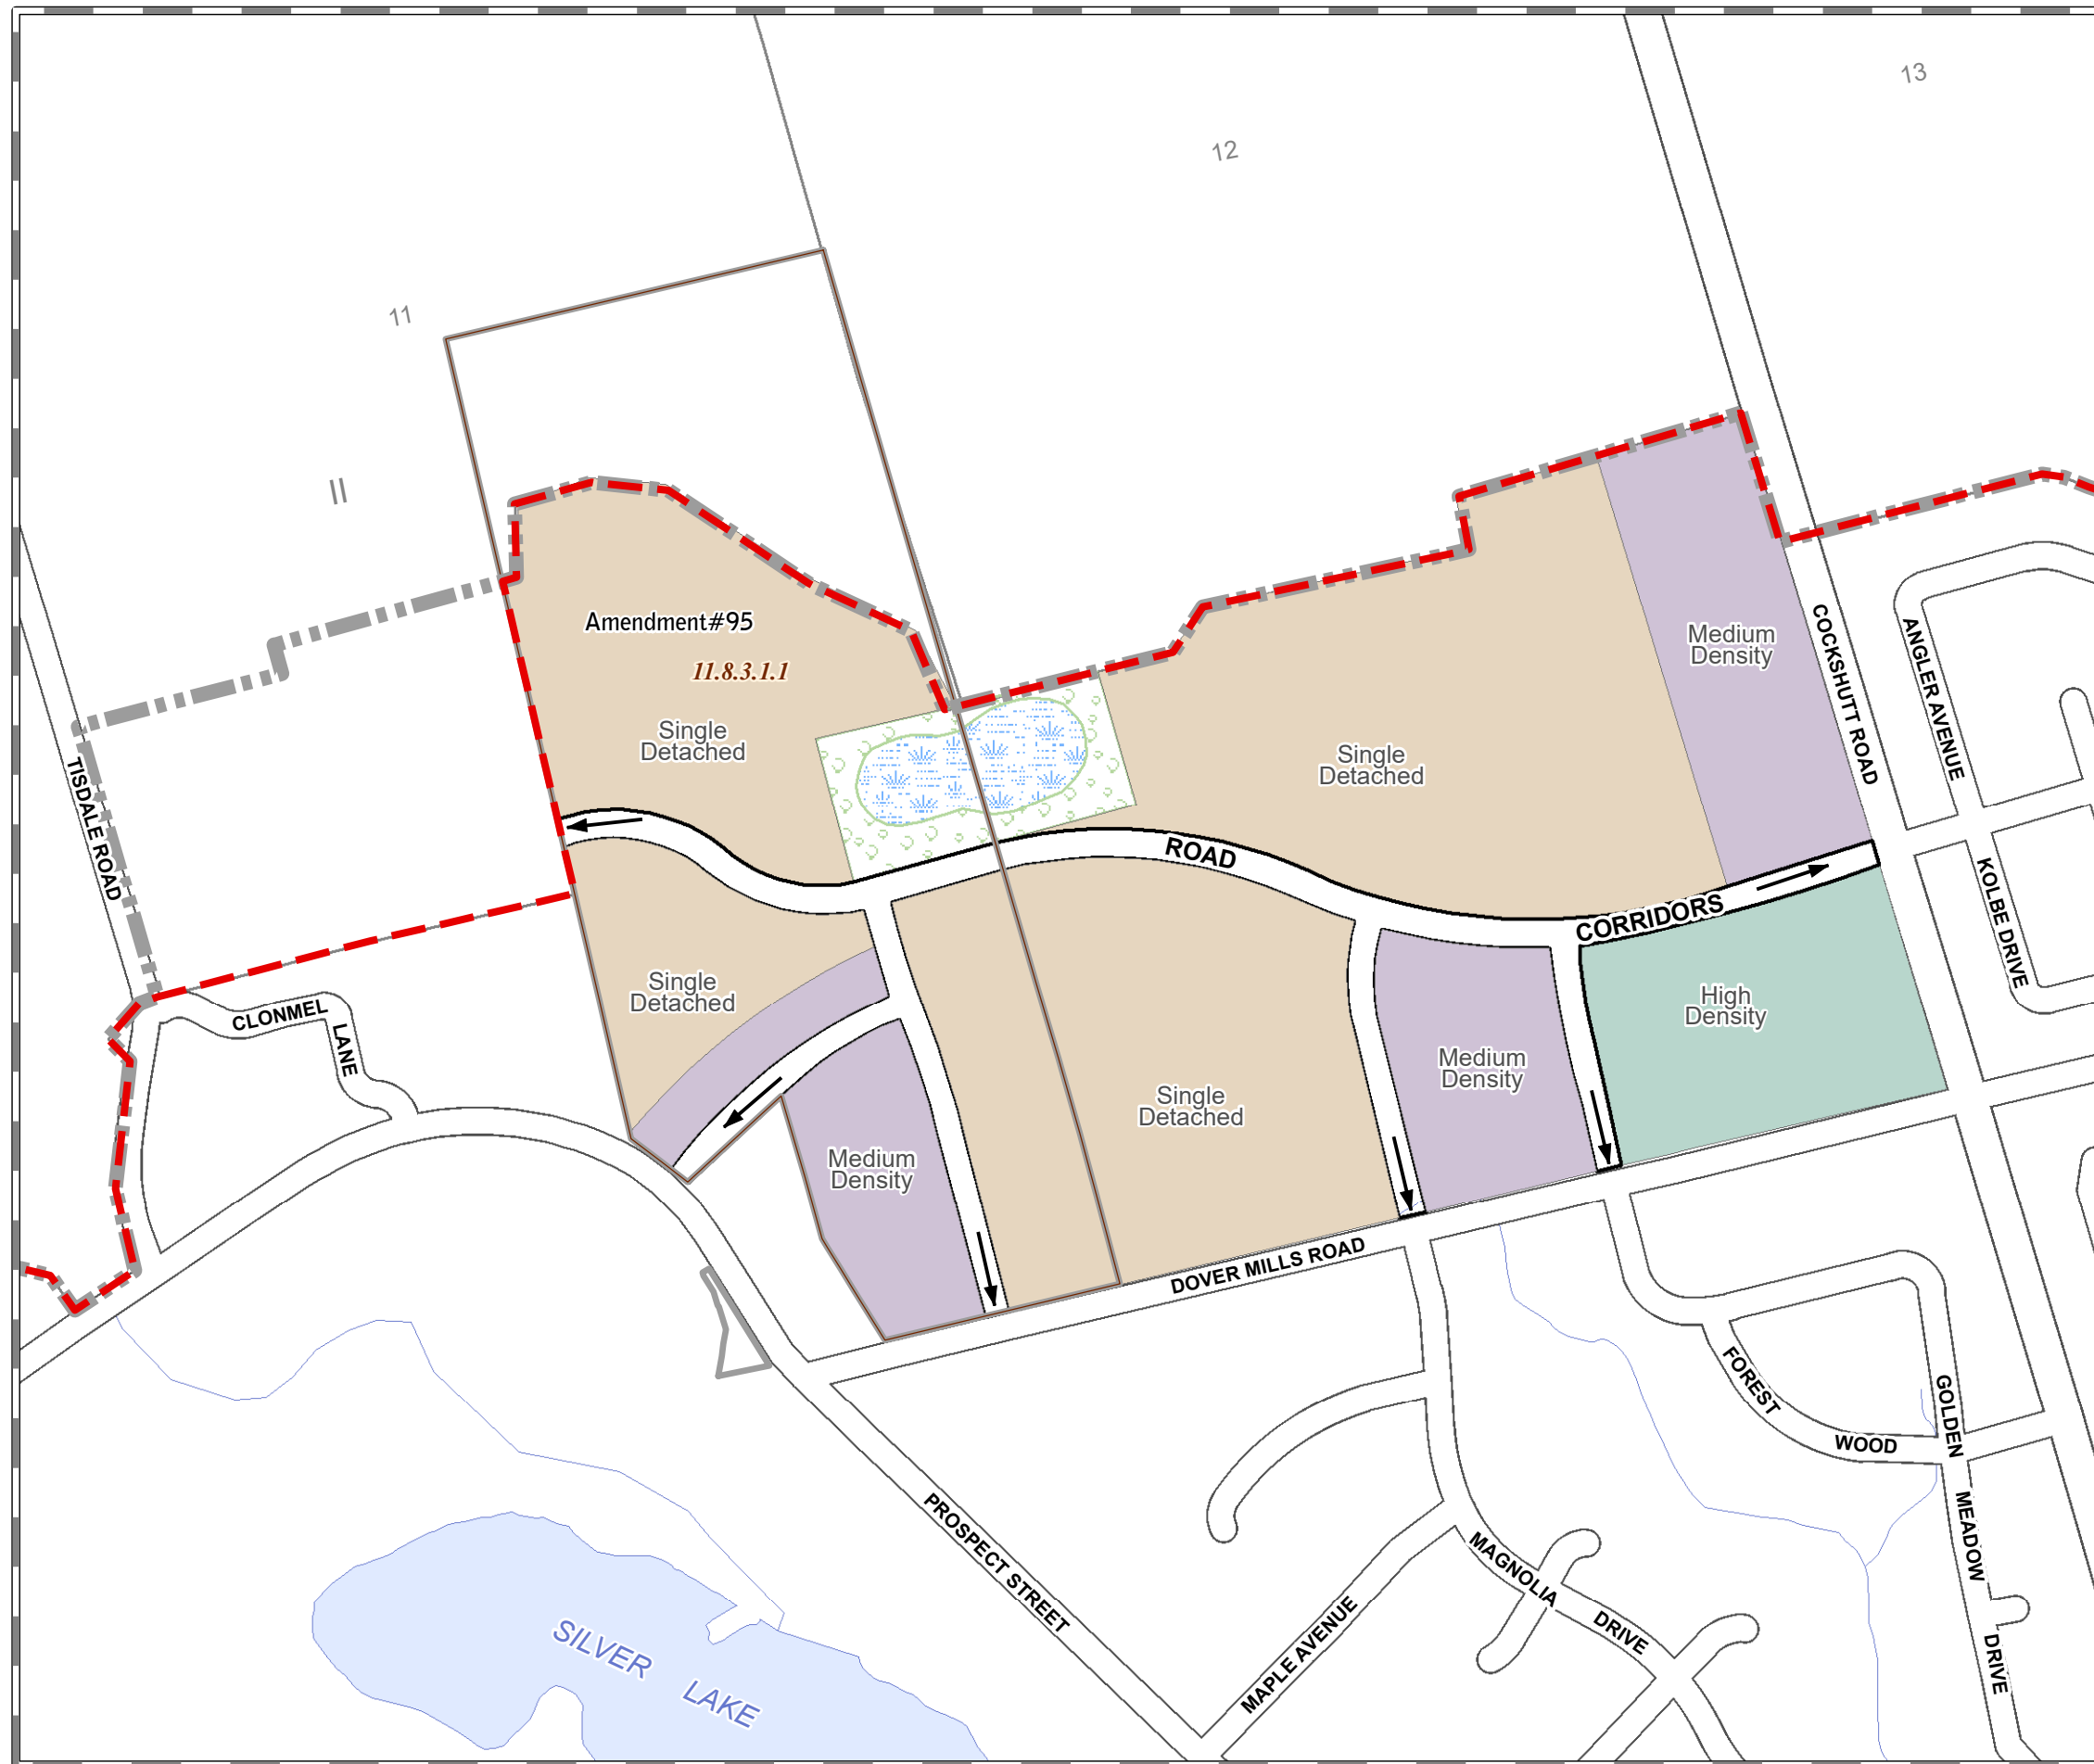 13
12
11
II
Amendment#95
11.8.3.1.1
Single
Detached
Single
Detached
Medium
Density
COCKSHUTT ROAD
ANGLER AVENUE
TISDALE ROAD
ROAD
CORRIDORS
KOLBE DRIVE
Single
Detached
High
Density
CLONMEL
LANE
Medium
Density
Single
Detached
Medium
Density
DOVER MILLS ROAD
FOREST
WOOD
GOLDEN
MEADOW
DRIVE
PROSPECT STREET
MAGNOLIA
DRIVE
MAPLE AVENUE
SILVER
LAKE